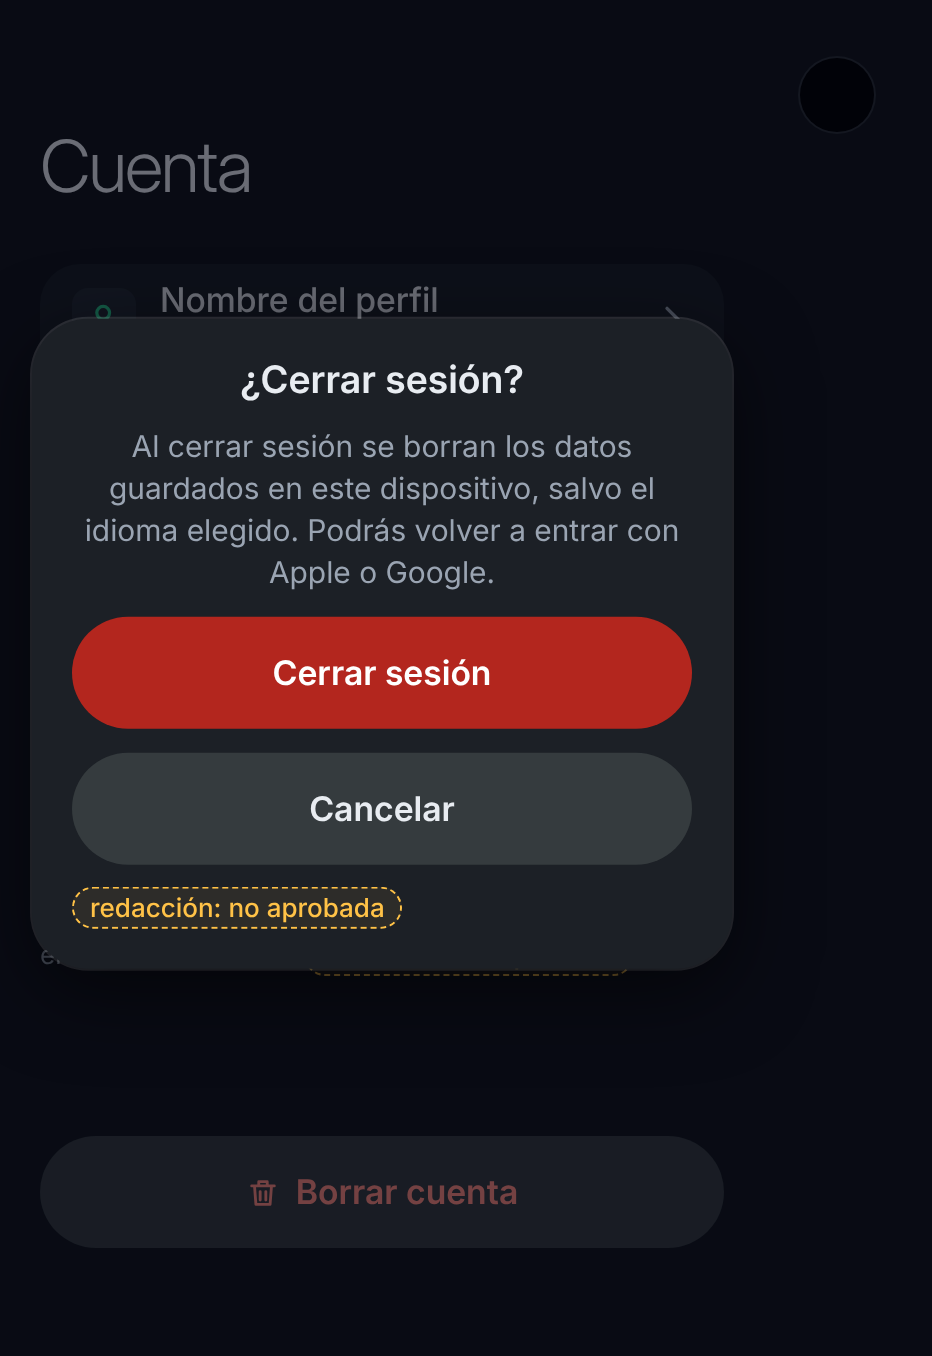 Cuenta
Nombre del perfil
¿Cerrar sesión?
Al cerrar sesión se borran los datos
guardados en este dispositivo, salvo el
idioma elegido. Podrás volver a entrar con
Apple o Google.
Cerrar sesión
Cancelar
redacción: no aprobada
Borrar cuenta